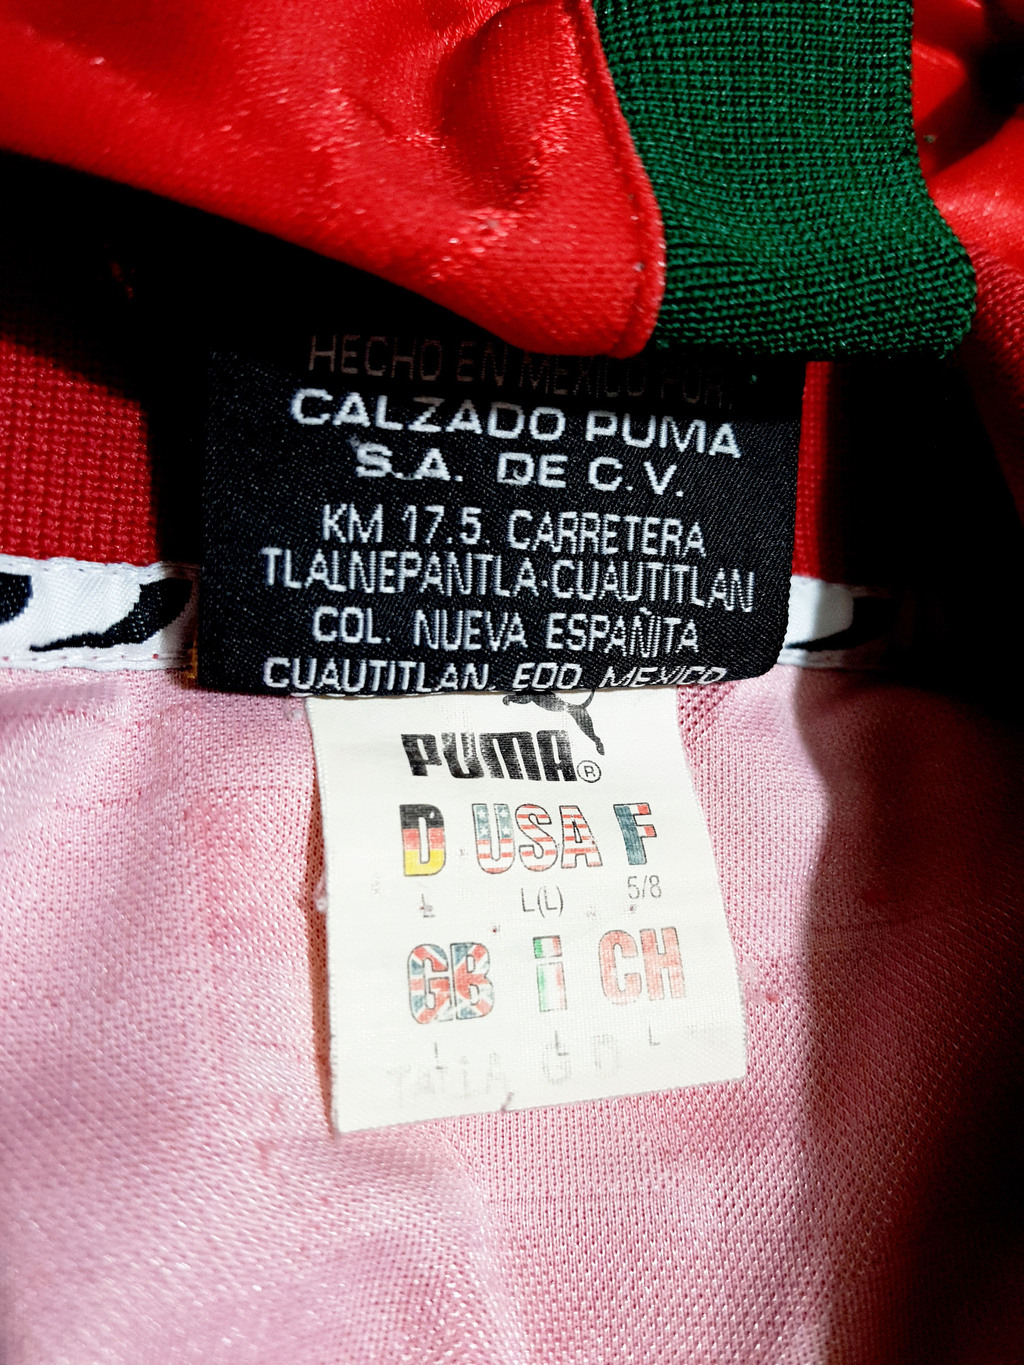 HECHO EN MEXICO POR:
CALZADO PUMA
S.A. DE C.V.
KM 17.5. CARRETERA
TLALNEPANTLA-CUAUTITLAN
COL. NUEVA ESPAÑITA
CUAUTITLAN, EDO. MEXICO
PUMA®
D USA F
L L(L) 5/8
GB i CH
L L L
TALLA